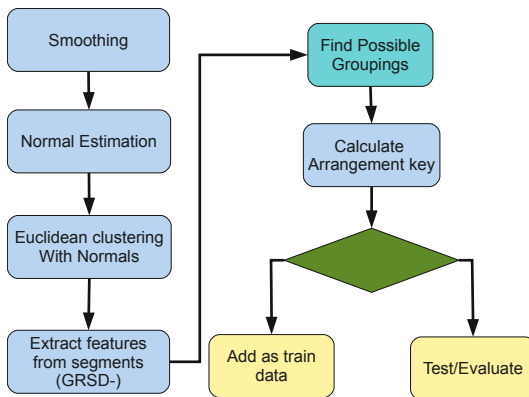 Smoothing
Normal Estimation
Euclidean clustering
With Normals
Extract features
from segments
(GRSD-)
Find Possible
Groupings
Calculate
Arrangement key
Add as train
data
Test/Evaluate